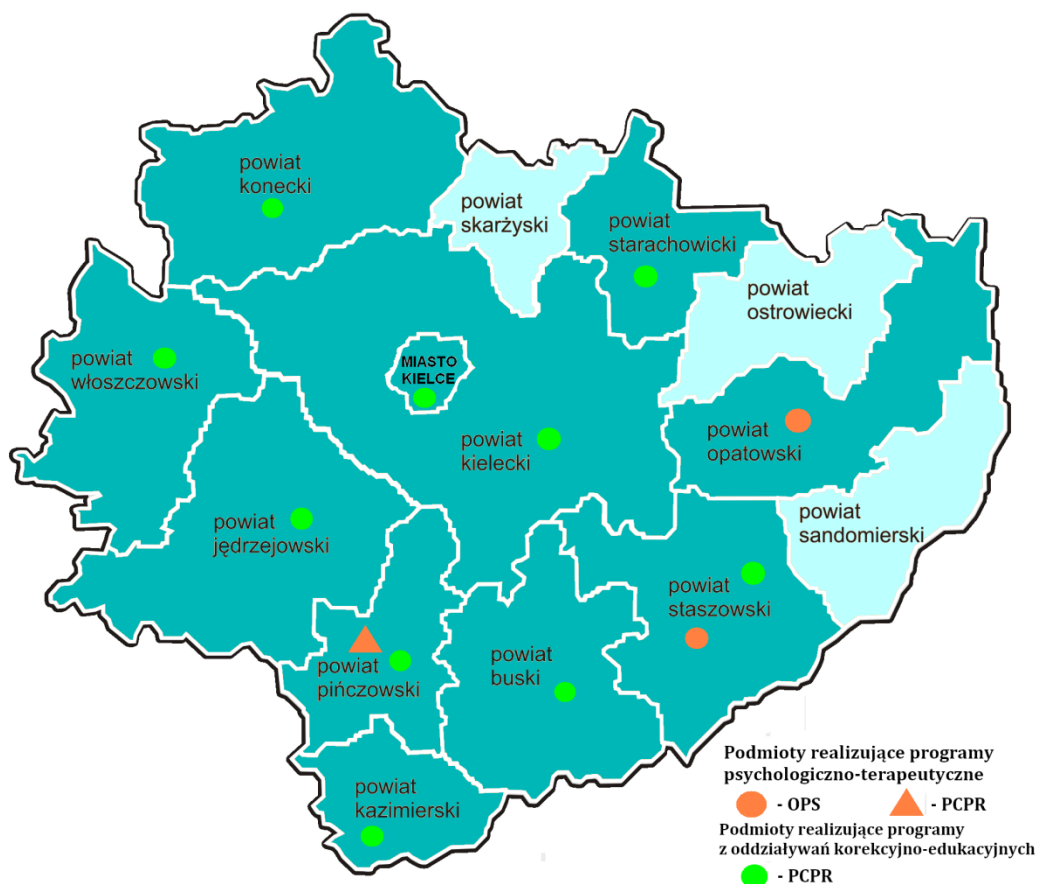 powiat
konecki
powiat
skarżyski
powiat
starachowicki
powiat
ostrowiecki
powiat
włoszczowski
MIASTO
KIELCE
powiat
kielecki
powiat
opatowski
powiat
sandomierski
powiat
jędrzejowski
powiat
staszowski
powiat
pińczowski
powiat
buski
powiat
kazimierski
Podmioty realizujące programy
psychologiczno-terapeutyczne
- OPS - PCPR
Podmioty realizujące programy
z oddziaływań korekcyjno-edukacyjnych
- PCPR